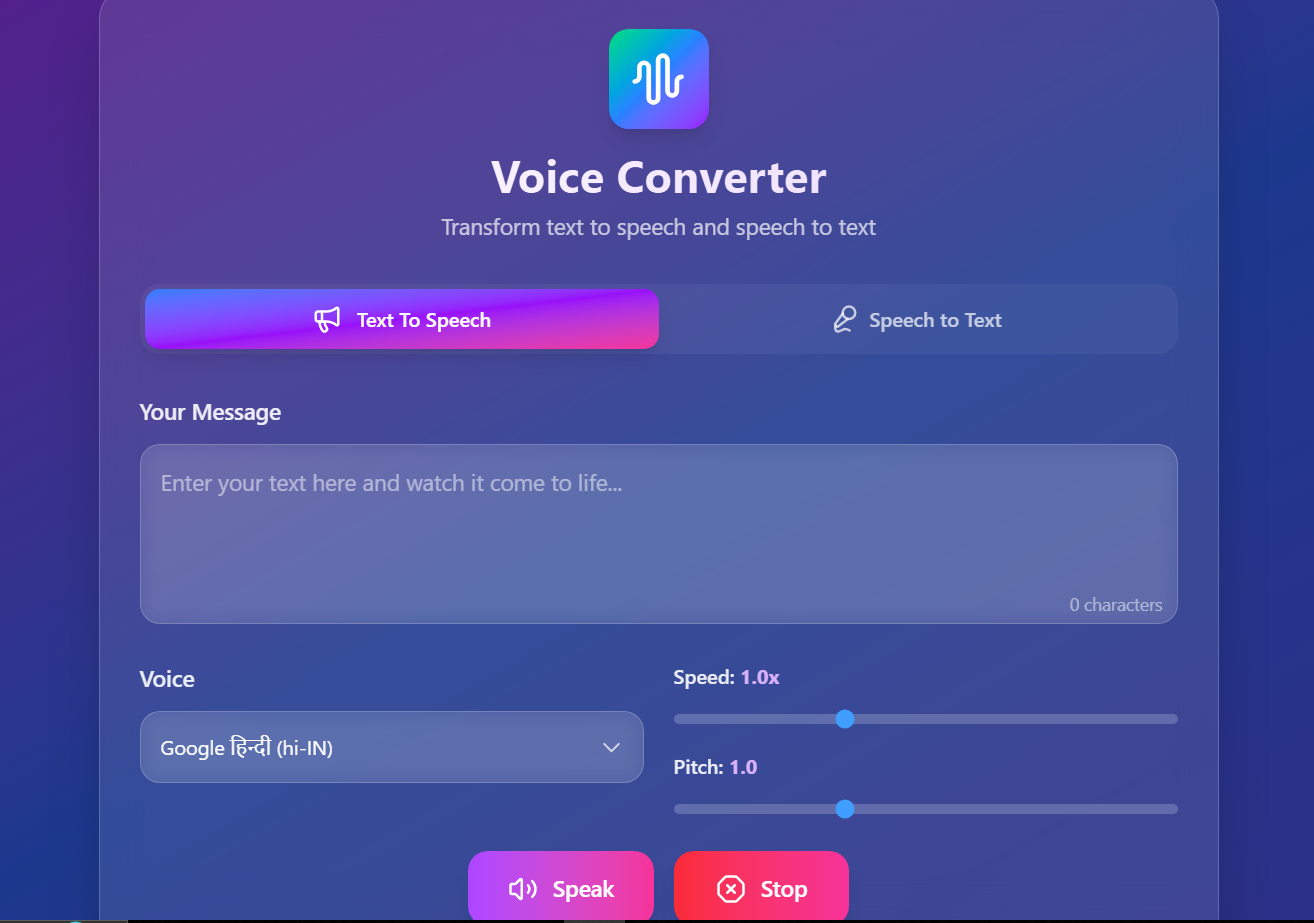 Voice Converter
Transform text to speech and speech to text
Text To Speech
Speech to Text
Your Message
Enter your text here and watch it come to life...
0 characters
Voice
Google हिन्दी (hi-IN)
Speed: 1.0x
Pitch: 1.0
Speak
Stop